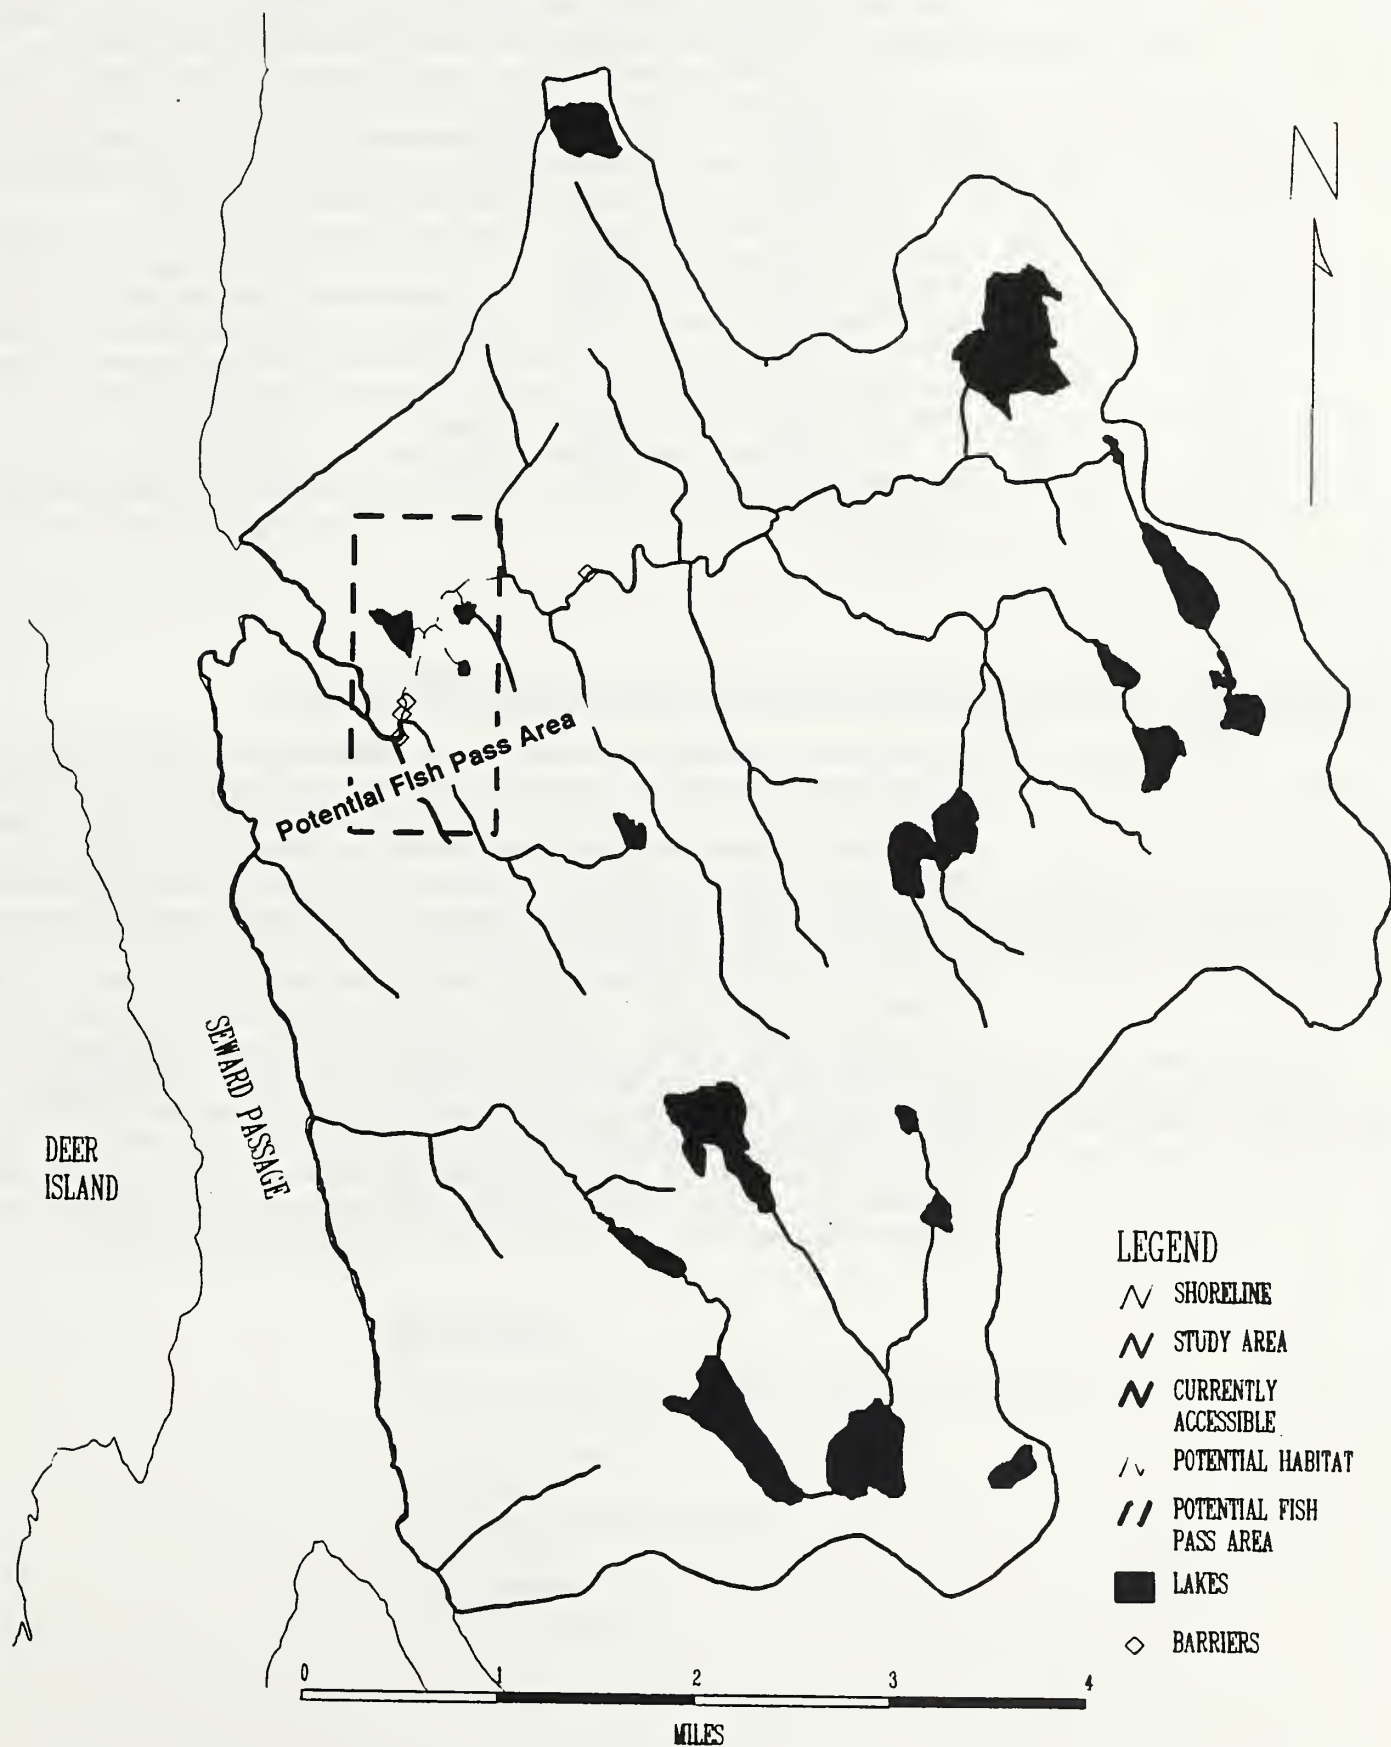 N
Potential Fish Pass Area
SEWARD PASSAGE
DEER
ISLAND
LEGEND
SHORELINE
STUDY AREA
CURRENTLY
ACCESSIBLE
POTENTIAL HABITAT
POTENTIAL FISH
PASS AREA
LAKES
BARRIERS
0 1 2 3 4
MILES